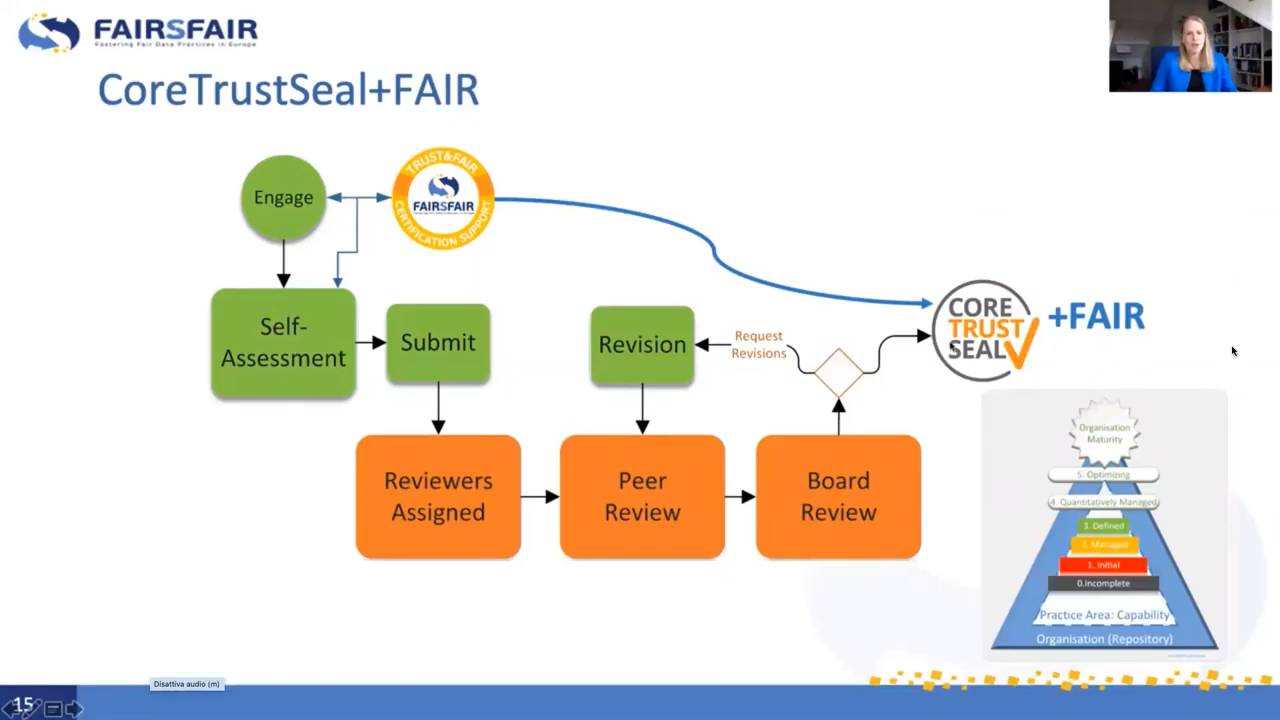 FAIRSFAIR
Fostering Fair Data Practices in Europe
CoreTrustSeal+FAIR
Engage
TRUST&FAIR
FAIRSFAIR
CERTIFICATION SUPPORT
Self-
Assessment
Submit
Revision
Request
Revisions
CORE
TRUST
SEAL
+FAIR
Reviewers
Assigned
Peer
Review
Board
Review
Organisation
Maturity
5. Optimizing
4. Quantitatively Managed
3. Defined
2. Managed
1. Initial
0.Incomplete
Practice Area: Capability
Organisation (Repository)
Disattiva audio (m)
15